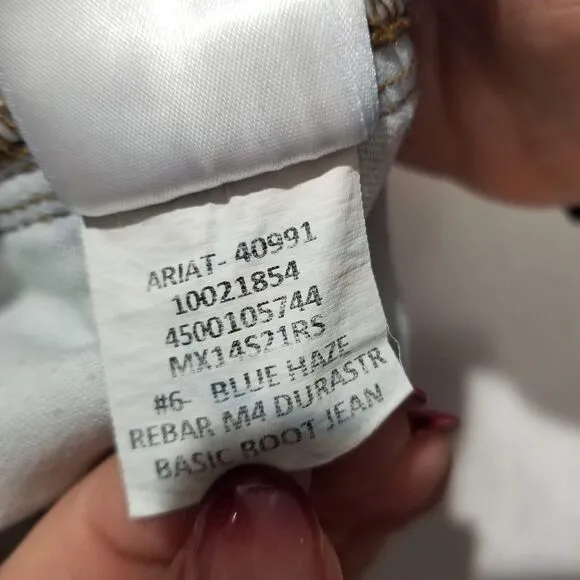 ARIAT- 40991
10021854
4500105744
MX14S21RS
#6- BLUE HAZE
REBAR M4 DURASTR
BASIC BOOT JEAN